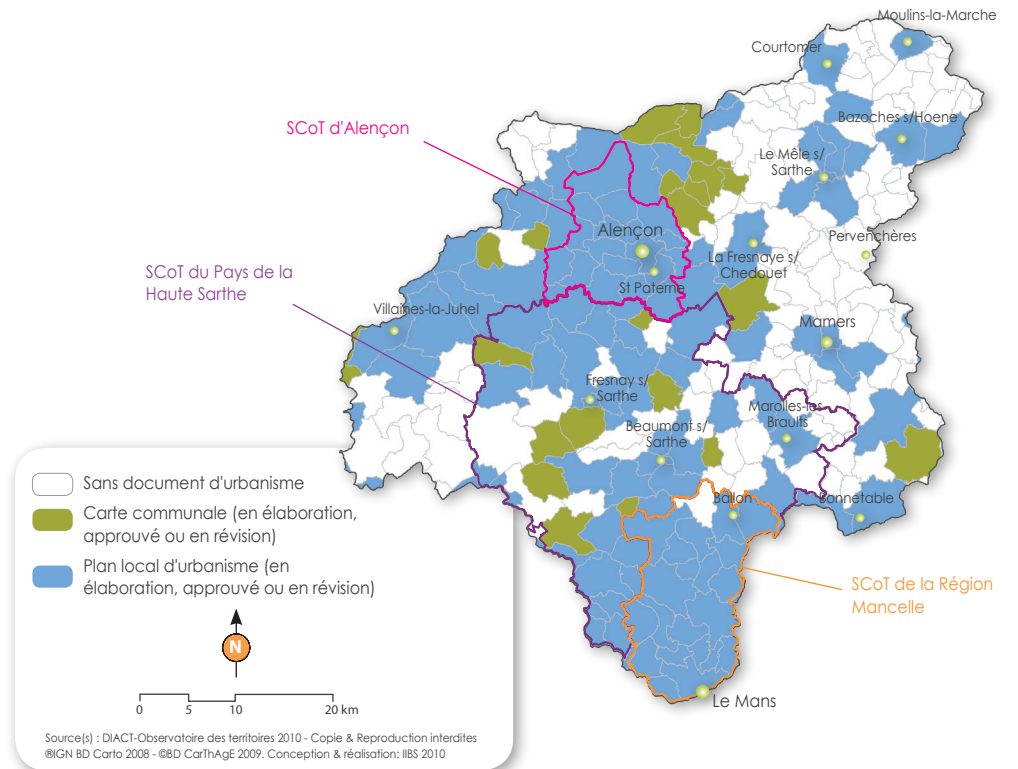 Moulins-la-Marche
Courtomer
Bazoches s/Hoene
SCoT d'Alençon
Le Mêle s/
Sarthe
Alençon
Pervenchères
La Fresnaye s/
Chedouet
SCoT du Pays de la
Haute Sarthe
St Paterne
Villaines-la-Juhel
Mamers
Fresnay s/
Sarthe
Marolles-les-
Braults
Beaumont s/
Sarthe
Ballon
Bonnétable
SCoT de la Région
Mancelle
Le Mans
Sans document d'urbanisme
Carte communale (en élaboration,
approuvé ou en révision)
Plan local d'urbanisme (en
élaboration, approuvé ou en révision)
N
0 5 10 20 km
Source(s) : DIACT-Observatoire des territoires 2010 - Copie & Reproduction interdites
®IGN BD Carto 2008 - ©BD CarThAgE 2009. Conception & réalisation: IIBS 2010